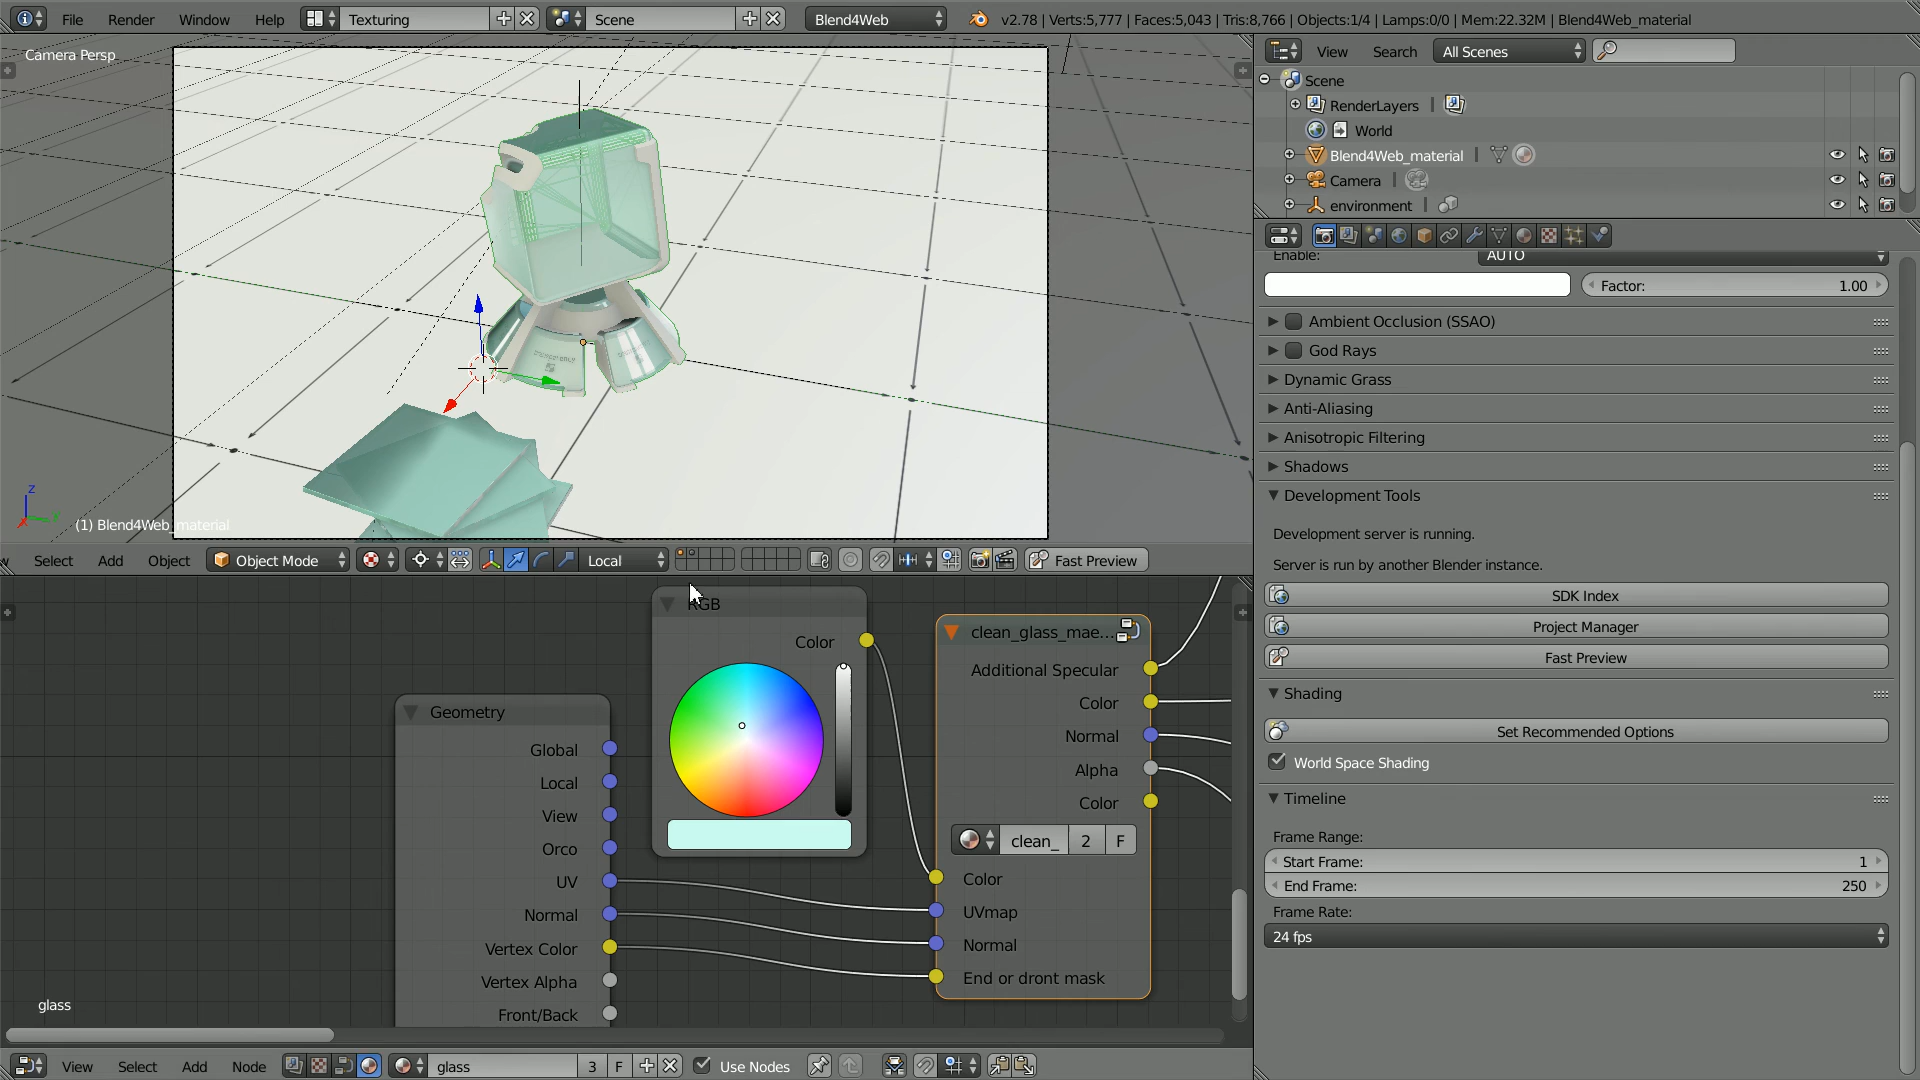 File Render Window Help Texturing Scene Blend4Web v2.78 | Verts:5,777 | Faces:5,043 | Tris:8,766 | Objects:1/4 | Lamps:0/0 | Mem:22.32M | Blend4Web_material
Camera Persp
View Search All Scenes
Scene
RenderLayers |
World
Blend4Web_material |
Camera |
environment |
Enable: AUTO
Factor: 1.00
Ambient Occlusion (SSAO)
God Rays
Dynamic Grass
Anti-Aliasing
Anisotropic Filtering
Shadows
Development Tools
Development server is running.
Server is run by another Blender instance.
SDK Index
Project Manager
Fast Preview
Shading
Set Recommended Options
World Space Shading
Timeline
Frame Range:
Start Frame: 1
End Frame: 250
Frame Rate:
24 fps
z
(1) Blend4Web_material
Select Add Object Object Mode Local Fast Preview
RGB
Color
Geometry
Global
Local
View
Orco
UV
Normal
Vertex Color
Vertex Alpha
Front/Back
clean_glass_mae...
Additional Specular
Color
Normal
Alpha
Color
clean_ 2 F
Color
UVmap
Normal
End or dront mask
glass
View Select Add Node glass 3 F Use Nodes